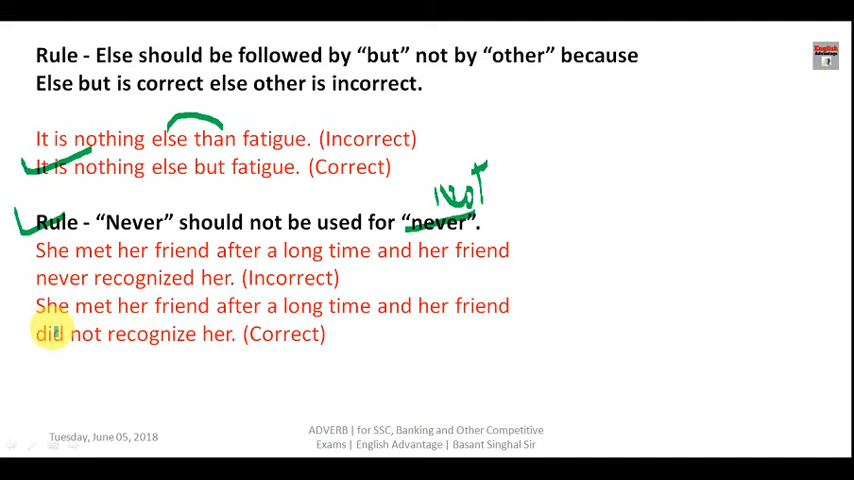 Rule - Else should be followed by “but” not by “other” because
English
Advantage
Else but is correct else other is incorrect.
It is nothing else than fatigue. (Incorrect)
It is nothing else but fatigue. (Correct)
Not
Rule - “Never” should not be used for “never”.
She met her friend after a long time and her friend
never recognized her. (Incorrect)
She met her friend after a long time and her friend
did not recognize her. (Correct)
Tuesday, June 05, 2018
ADVERB | for SSC, Banking and Other Competitive
Exams | English Advantage | Basant Singhal Sir